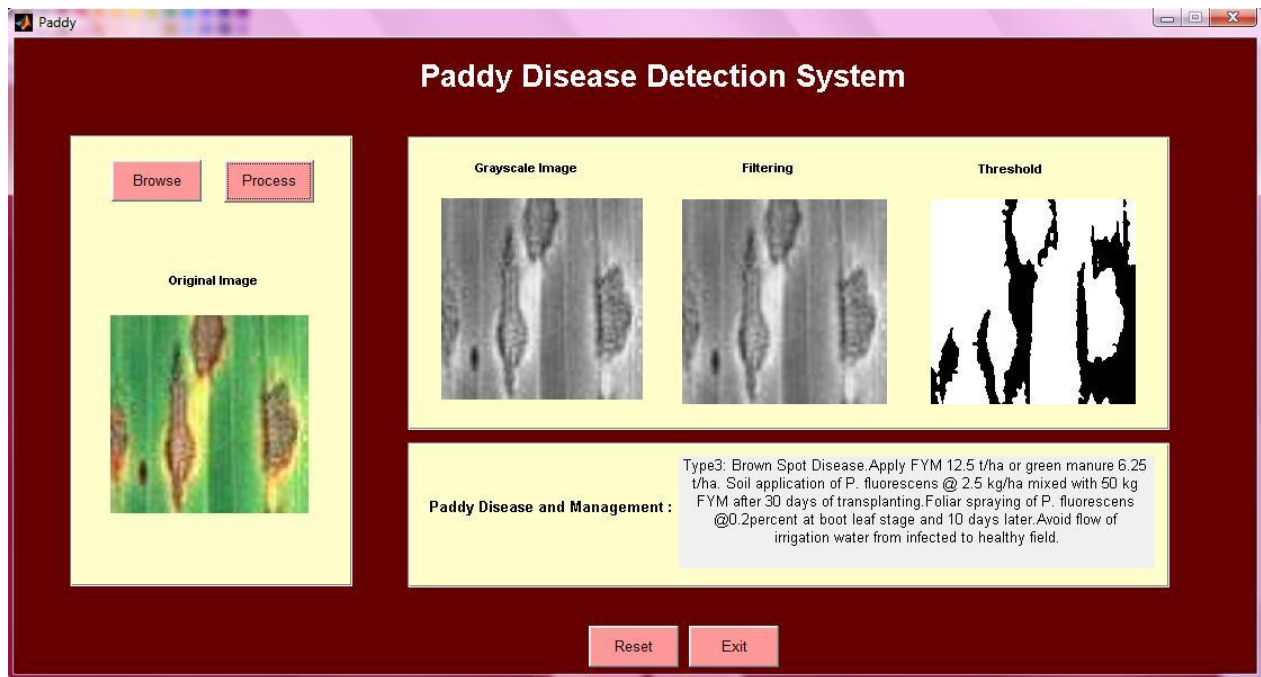 Paddy
Paddy Disease Detection System
Browse
Process
Original Image
Grayscale Image
Filtering
Threshold
Paddy Disease and Management :
Type3: Brown Spot Disease.Apply FYM 12.5 t/ha or green manure 6.25
t/ha. Soil application of P. fluorescens @ 2.5 kg/ha mixed with 50 kg
FYM after 30 days of transplanting.Foliar spraying of P. fluorescens
@0.2percent at boot leaf stage and 10 days later.Avoid flow of
irrigation water from infected to healthy field.
Reset
Exit